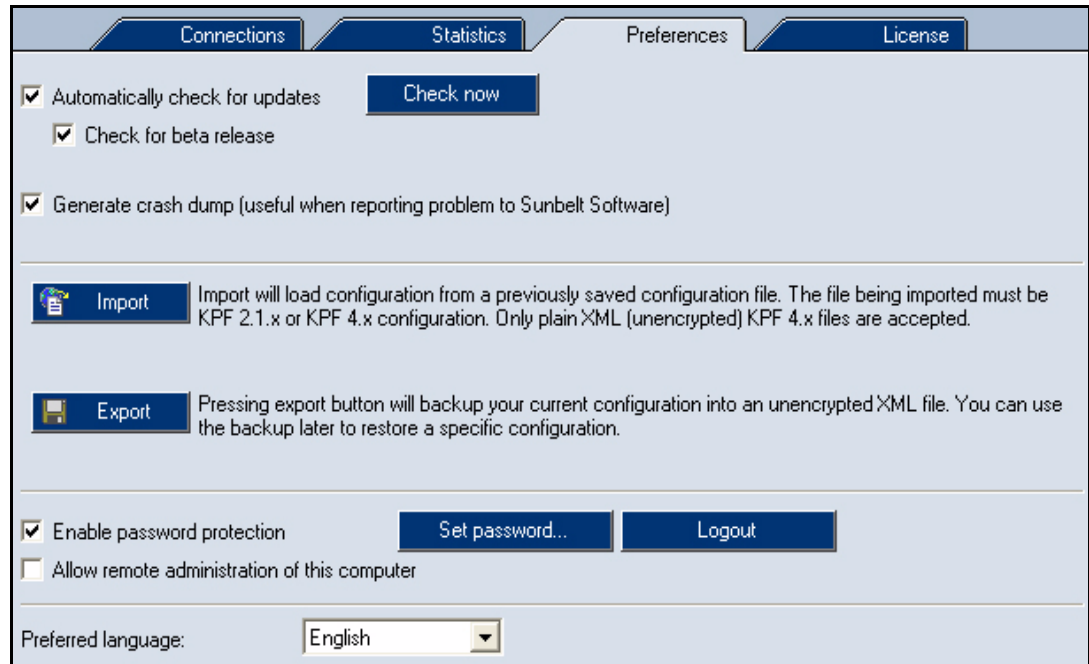 Connections Statistics Preferences License
Automatically check for updates Check now
Check for beta release
Generate crash dump (useful when reporting problem to Sunbelt Software)
Import Import will load configuration from a previously saved configuration file. The file being imported must be
KPF 2.1.x or KPF 4.x configuration. Only plain XML (unencrypted) KPF 4.x files are accepted.
Export Pressing export button will backup your current configuration into an unencrypted XML file. You can use
the backup later to restore a specific configuration.
Enable password protection Set password... Logout
Allow remote administration of this computer
Preferred language: English